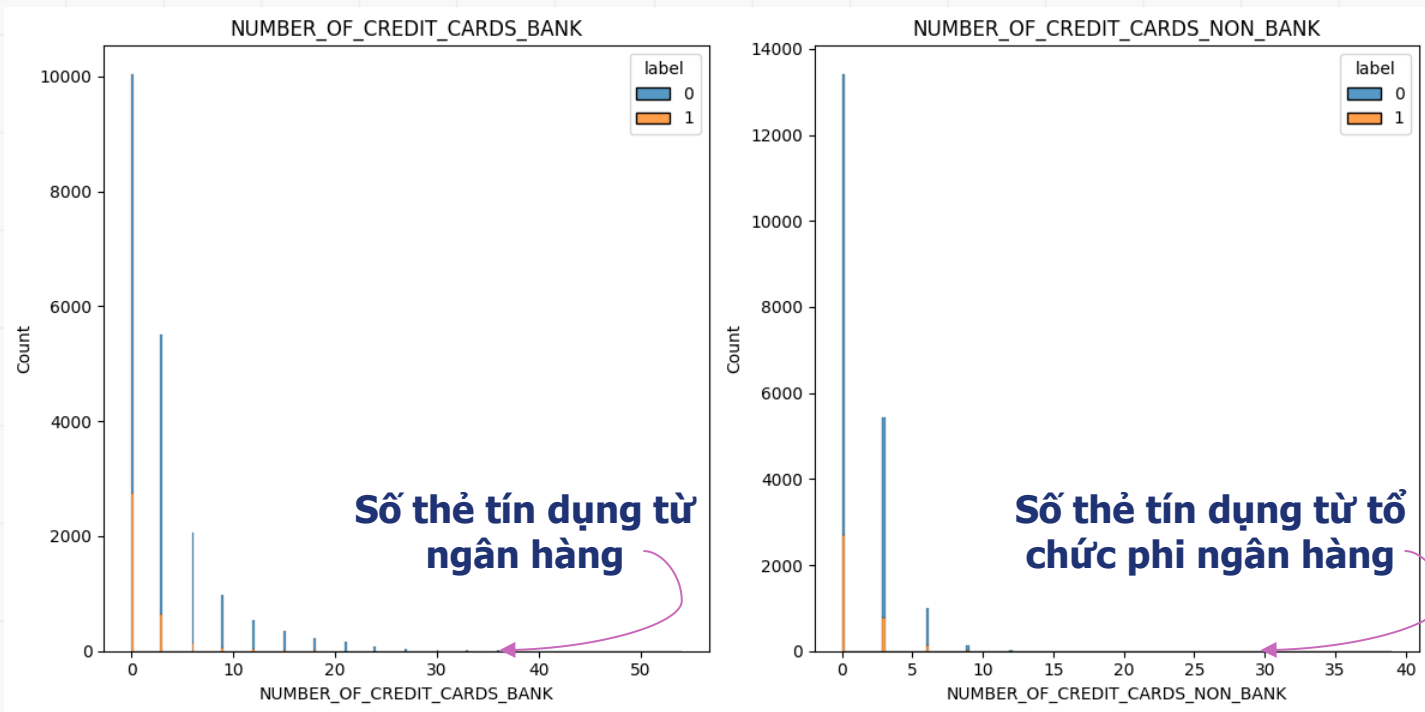 NUMBER_OF_CREDIT_CARDS_BANK
label
0
1
10000
8000
6000
4000
2000
0
Count
Số thẻ tín dụng từ
ngân hàng
0 10 20 30 40 50
NUMBER_OF_CREDIT_CARDS_BANK
NUMBER_OF_CREDIT_CARDS_NON_BANK
label
0
1
14000
12000
10000
8000
6000
4000
2000
0
Count
Số thẻ tín dụng từ tổ
chức phi ngân hàng
0 5 10 15 20 25 30 35 40
NUMBER_OF_CREDIT_CARDS_NON_BANK